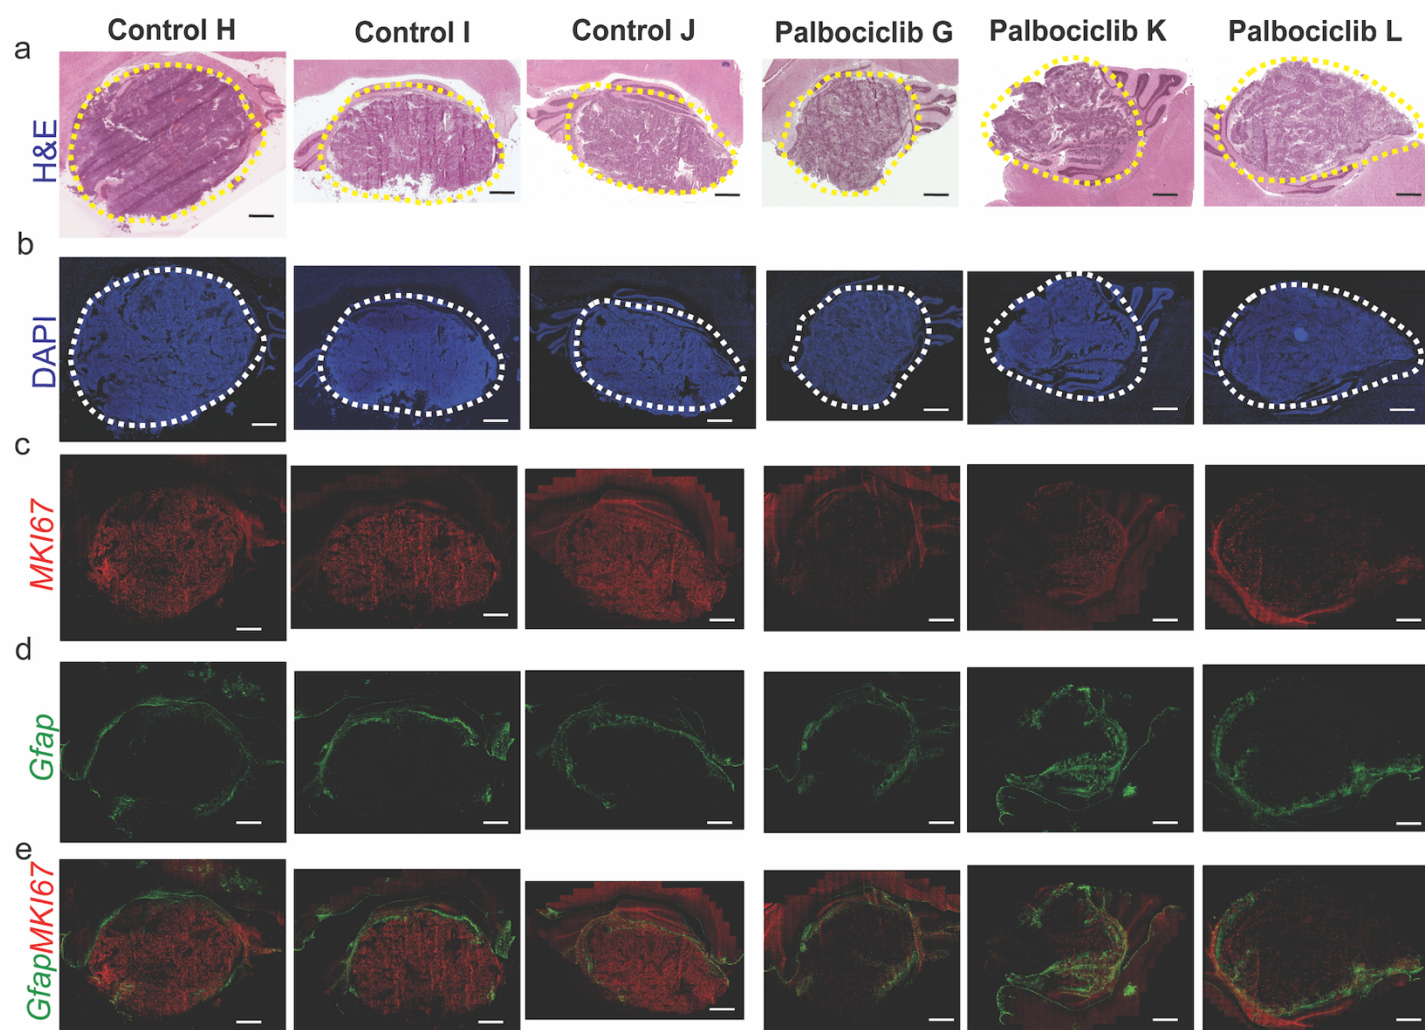 Control H Control I Control J Palbociclib G Palbociclib K Palbociclib L
a
H&E
b
DAPI
c
MKI67
d
Gfap
e
GfapMKI67